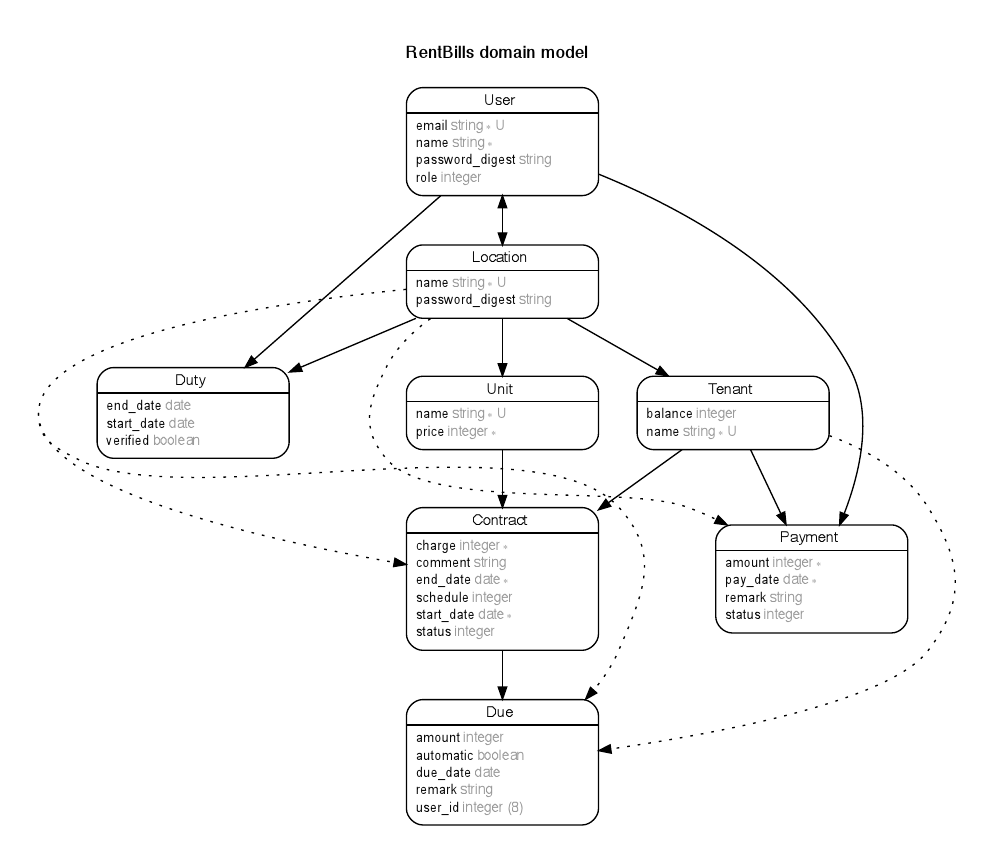 RentBills domain model
User
email string * U
name string *
password_digest string
role integer
Location
name string * U
password_digest string
Duty
end_date date
start_date date
verified boolean
Unit
name string * U
price integer *
Tenant
balance integer
name string * U
Contract
charge integer *
comment string
end_date date *
schedule integer
start_date date *
status integer
Payment
amount integer *
pay_date date *
remark string
status integer
Due
amount integer
automatic boolean
due_date date
remark string
user_id integer (8)